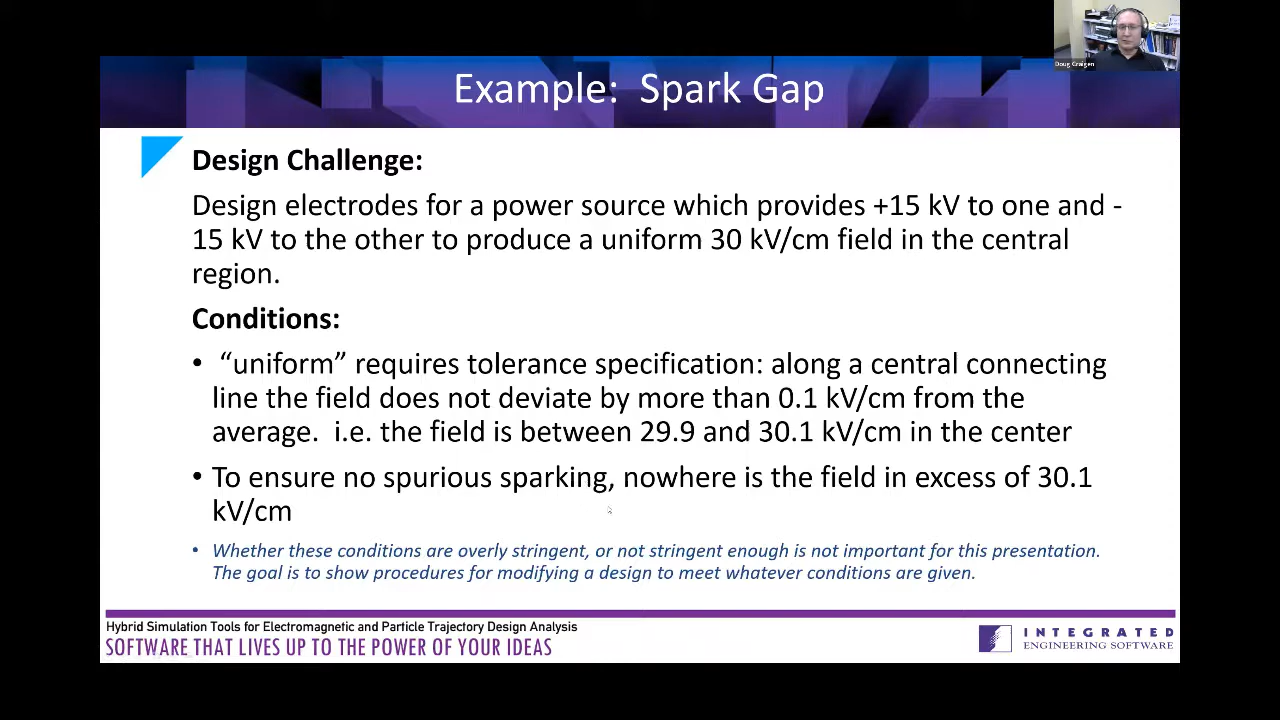 Doug Craigen
Example: Spark Gap
Design Challenge:
Design electrodes for a power source which provides +15 kV to one and -
15 kV to the other to produce a uniform 30 kV/cm field in the central
region.
Conditions:
• “uniform” requires tolerance specification: along a central connecting
line the field does not deviate by more than 0.1 kV/cm from the
average. i.e. the field is between 29.9 and 30.1 kV/cm in the center
• To ensure no spurious sparking, nowhere is the field in excess of 30.1
kV/cm
• Whether these conditions are overly stringent, or not stringent enough is not important for this presentation.
The goal is to show procedures for modifying a design to meet whatever conditions are given.
Hybrid Simulation Tools for Electromagnetic and Particle Trajectory Design Analysis
SOFTWARE THAT LIVES UP TO THE POWER OF YOUR IDEAS
INTEGRATED
ENGINEERING SOFTWARE